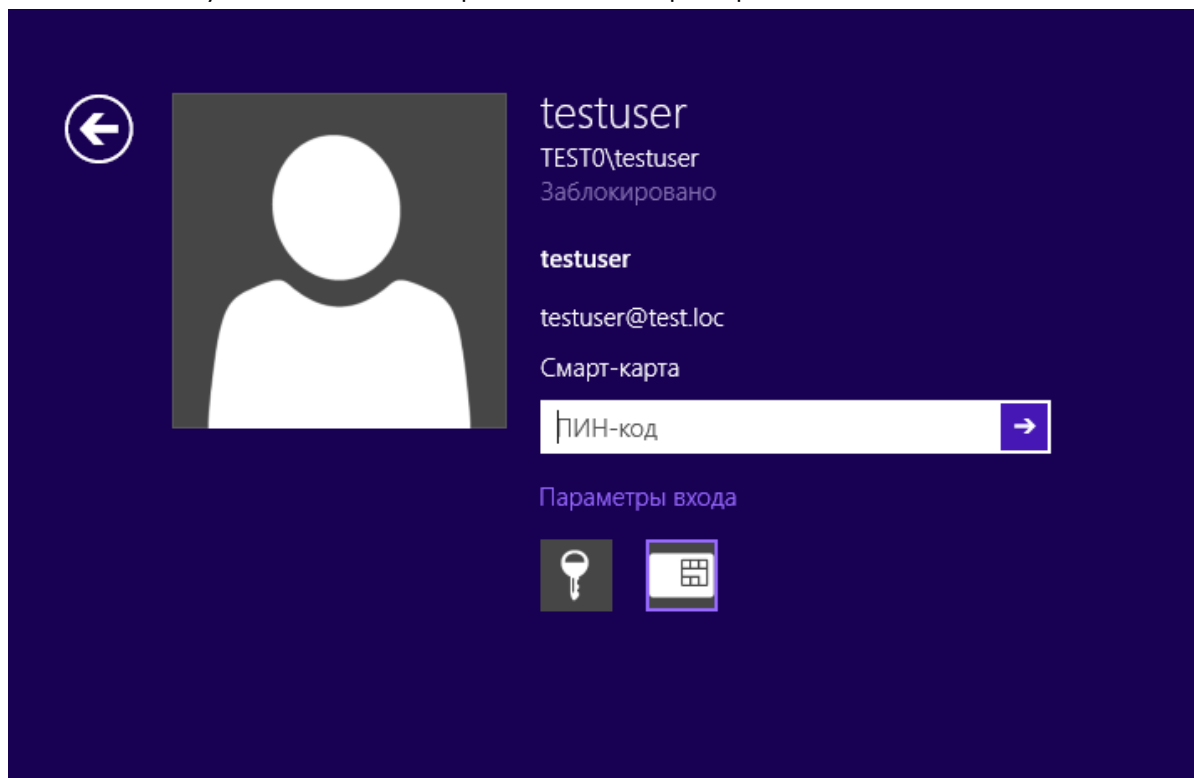 testuser
TEST0\testuser
Заблокировано
testuser
testuser@test.loc
Смарт-карта
ПИН-код
Параметры входа